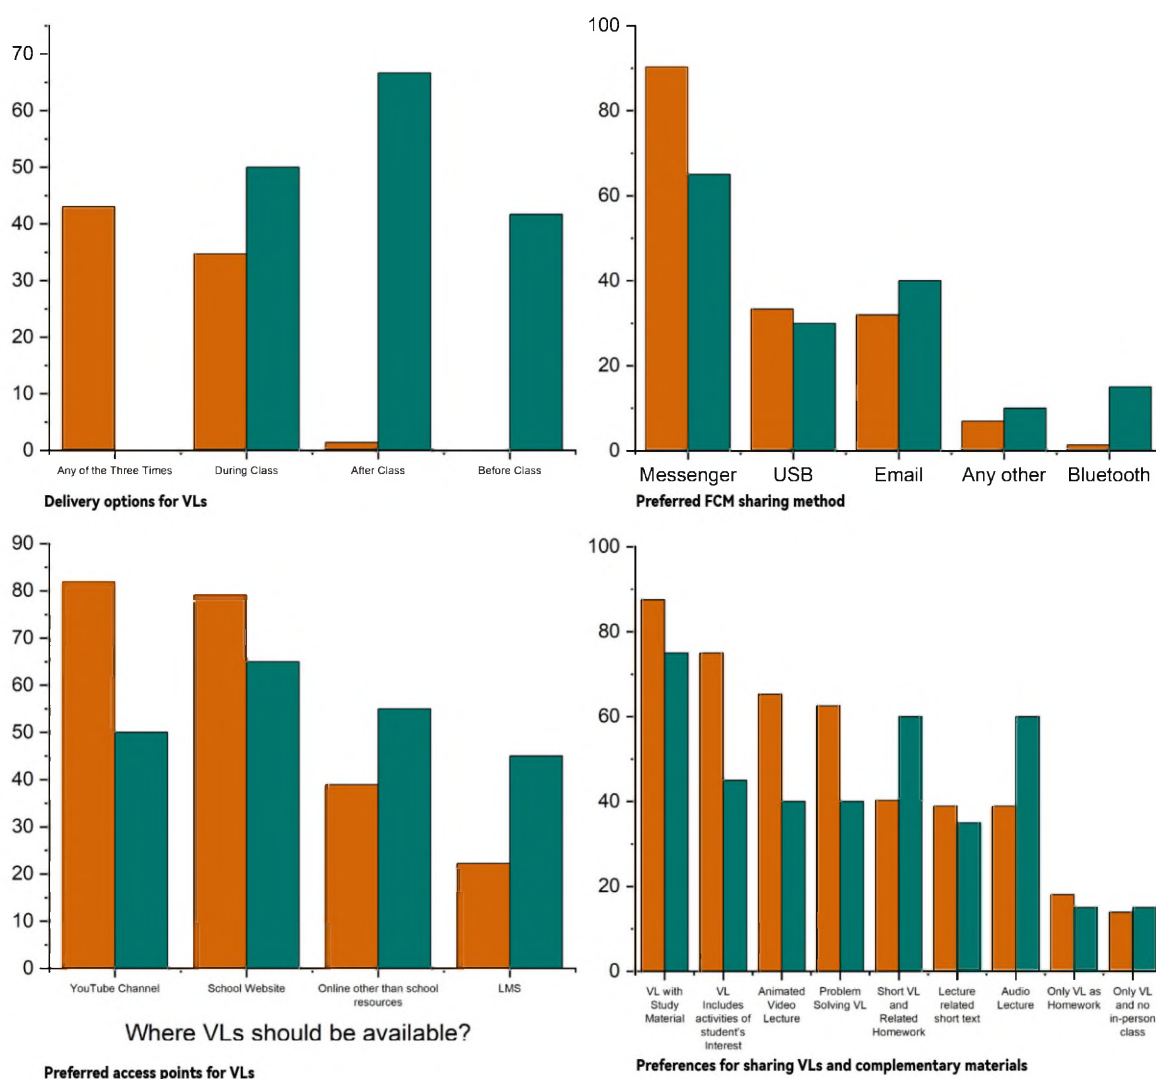 70
60
50
40
30
20
10
0
Any of the Three Times
During Class
After Class
Before Class
Delivery options for VLs
100
80
60
40
20
0
Messenger
USB
Email
Any other
Bluetooth
Preferred FCM sharing method
90
80
70
60
50
40
30
20
10
0
YouTube Channel
School Website
Online other than school
resources
LMS
Where VLs should be available?
Preferred access points for VLs
100
80
60
40
20
0
VL with
Study
Material
VL
Includes
activities of
student's
Interest
Animated
Video
Lecture
Problem
Solving VL
Short VL
and
Related
Homework
Lecture
related
short text
Audio
Lecture
Only VL as
Homework
Only VL
and no
in-person
class
Preferences for sharing VLs and complementary materials